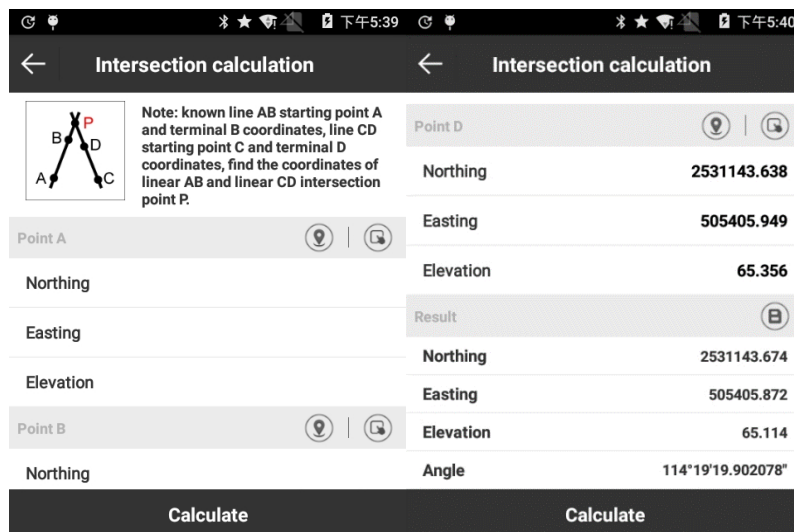 下午5:39
Intersection calculation
B
P
D
A
C
Note: known line AB starting point A
and terminal B coordinates, line CD
starting point C and terminal D
coordinates, find the coordinates of
linear AB and linear CD intersection
point P.
Point A
Northing
Easting
Elevation
Point B
Northing
Calculate
下午5:40
Intersection calculation
Point D
Northing 2531143.638
Easting 505405.949
Elevation 65.356
Result
Northing 2531143.674
Easting 505405.872
Elevation 65.114
Angle 114°19'19.902078"
Calculate